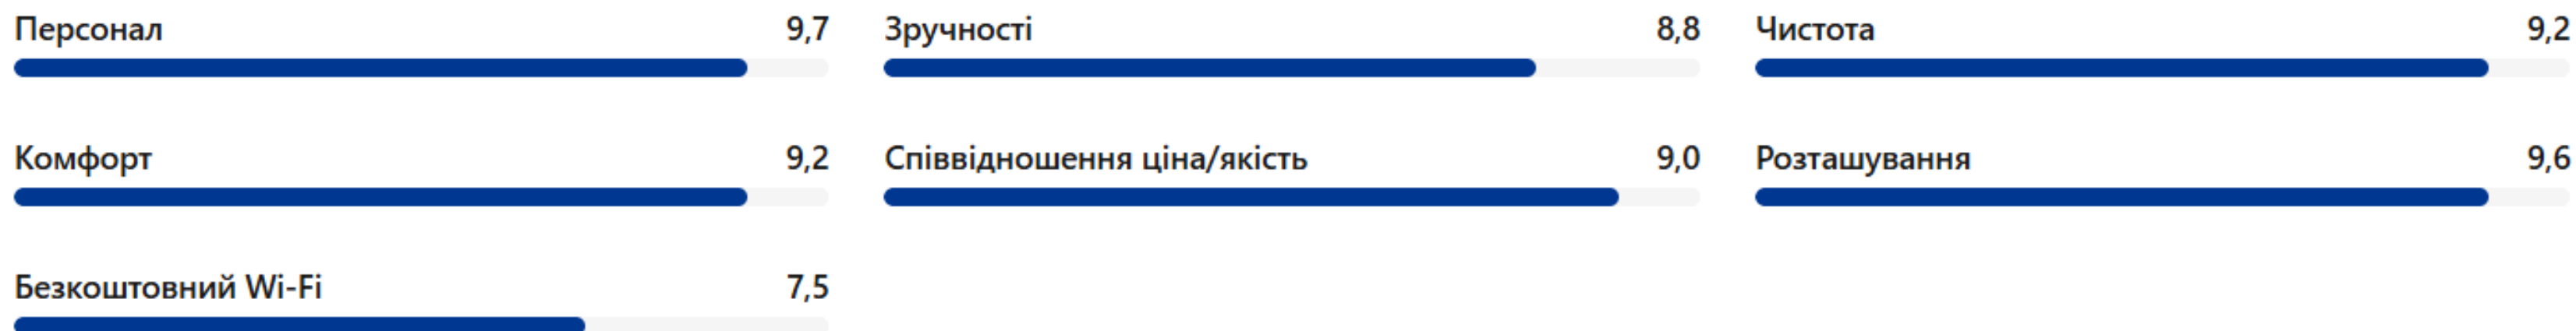 Персонал 9,7
Зручності 8,8
Чистота 9,2
Комфорт 9,2
Співвідношення ціна/якість 9,0
Розташування 9,6
Безкоштовний Wi-Fi 7,5